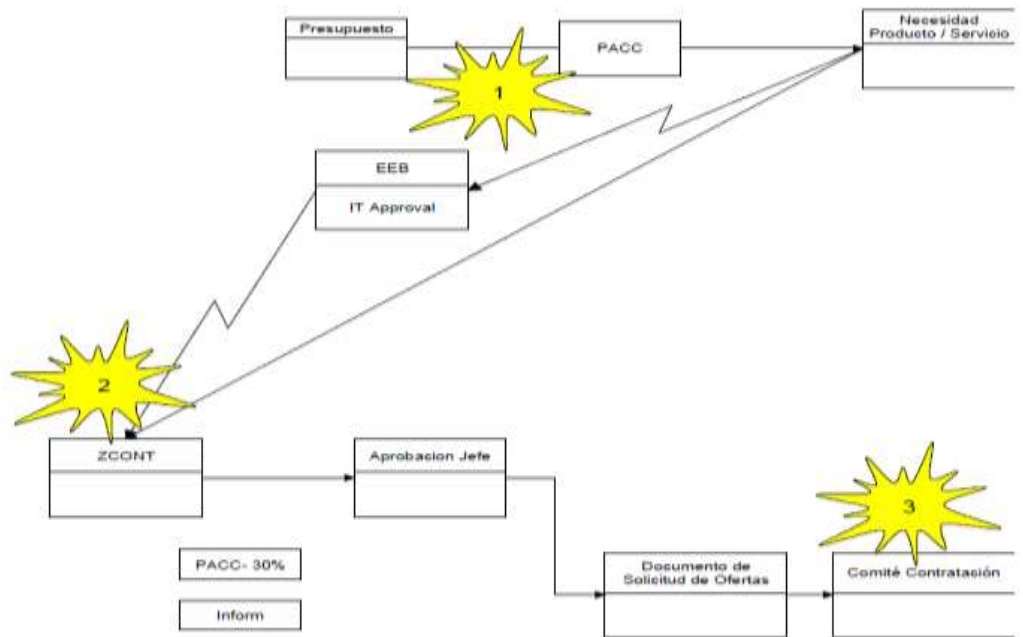 Presupuesto
PACC
Necesidad
Producto / Servicio
1
EEB
IT Approval
2
ZCONT
Aprobacion Jefe
3
PACC- 30%
Documento de
Solicitud de Ofertas
Comité Contratación
Inform